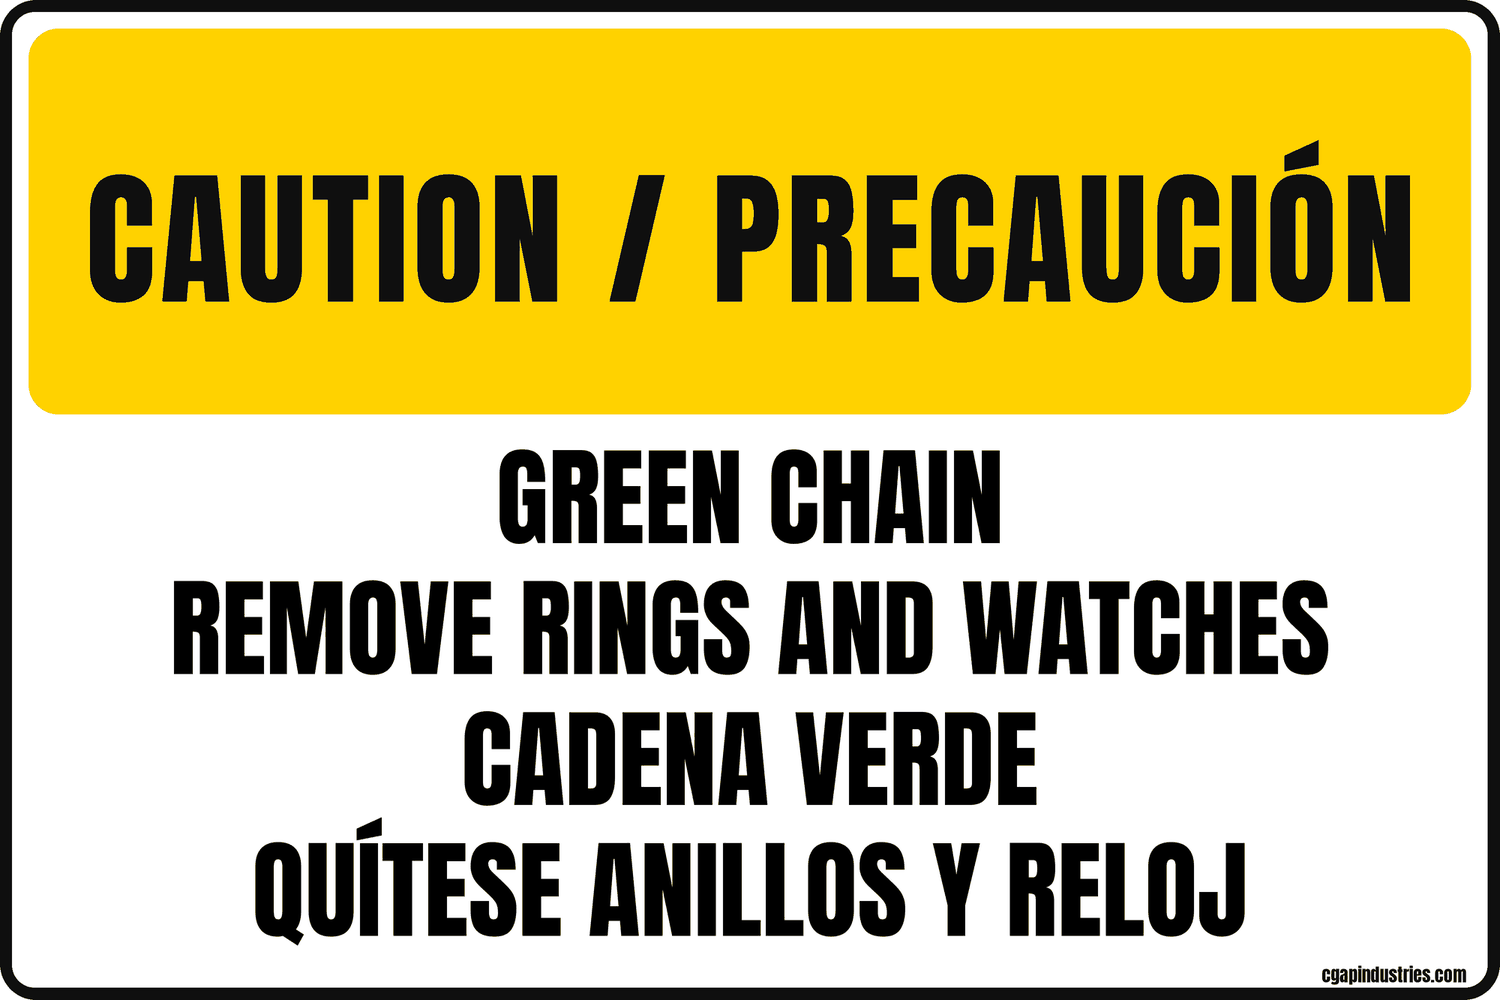 CAUTION / PRECAUCIÓN
GREEN CHAIN
REMOVE RINGS AND WATCHES
CADENA VERDE
QUÍTESE ANILLOS Y RELOJ
cgapindustries.com